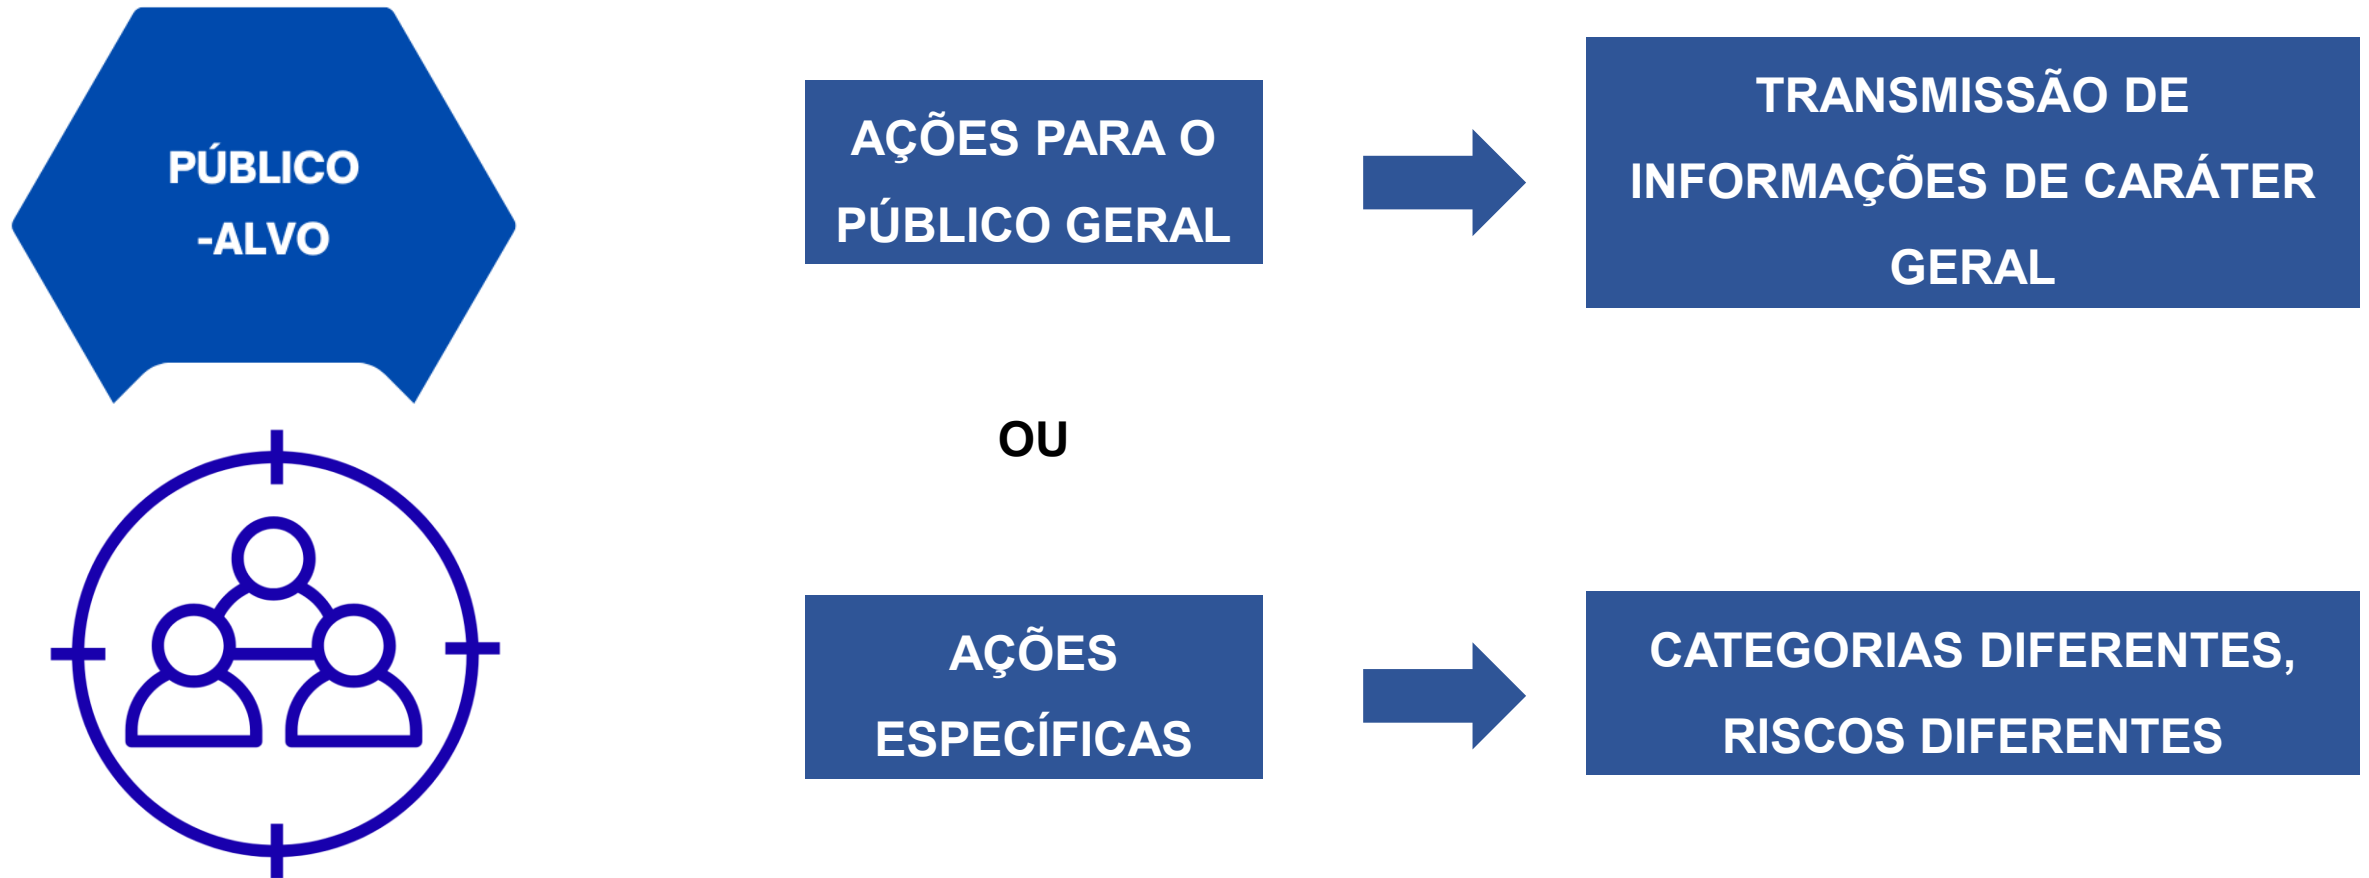 PÚBLICO
-ALVO
AÇÕES PARA O
PÚBLICO GERAL
TRANSMISSÃO DE
INFORMAÇÕES DE CARÁTER
GERAL
OU
AÇÕES
ESPECÍFICAS
CATEGORIAS DIFERENTES,
RISCOS DIFERENTES